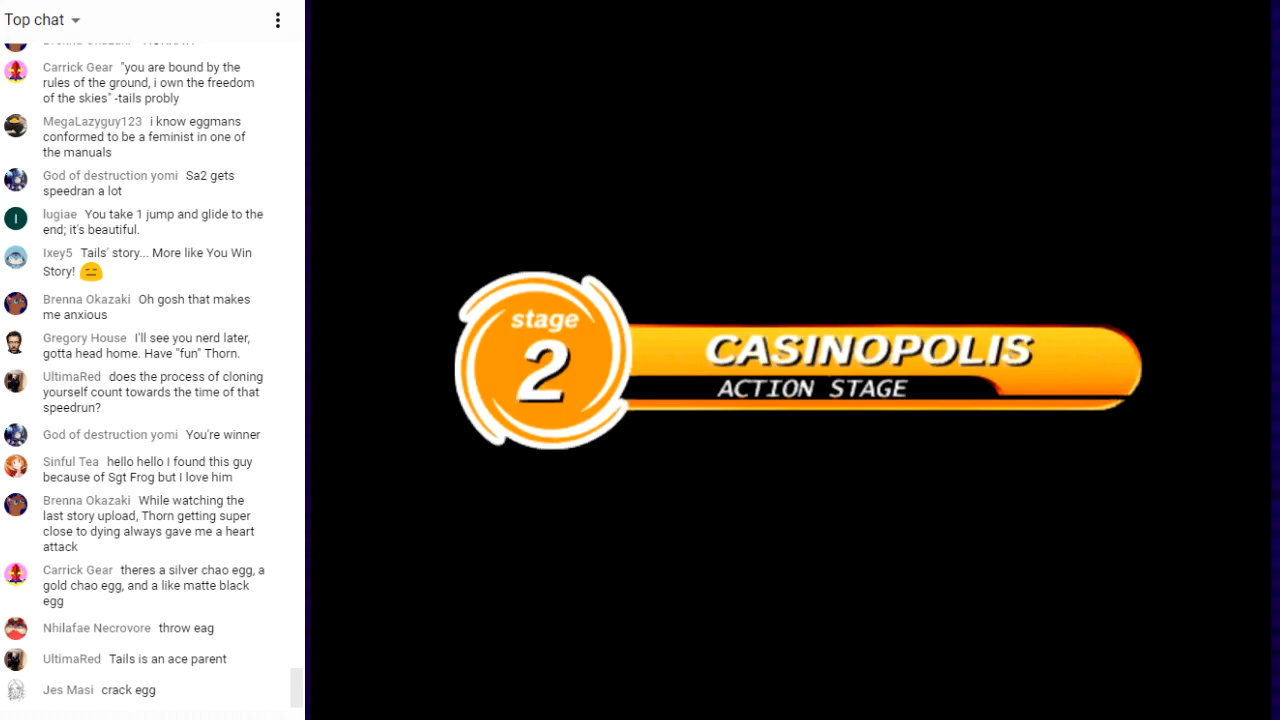 Top chat
Carrick Gear "you are bound by the
rules of the ground, i own the freedom
of the skies" -tails probly
MegaLazyguy123 i know eggmans
conformed to be a feminist in one of
the manuals
God of destruction yomi Sa2 gets
speedran a lot
I
lugiae You take 1 jump and glide to the
end; it's beautiful.
Ixey5 Tails' story... More like You Win
Story!
Brenna Okazaki Oh gosh that makes
me anxious
Gregory House I'll see you nerd later,
gotta head home. Have "fun" Thorn.
UltimaRed does the process of cloning
yourself count towards the time of that
speedrun?
God of destruction yomi You're winner
Sinful Tea hello hello I found this guy
because of Sgt Frog but I love him
Brenna Okazaki While watching the
last story upload, Thorn getting super
close to dying always gave me a heart
attack
Carrick Gear theres a silver chao egg, a
gold chao egg, and a like matte black
egg
Nhilafae Necrovore throw eag
UltimaRed Tails is an ace parent
Jes Masi crack egg
stage
2
CASINOPOLIS
ACTION STAGE